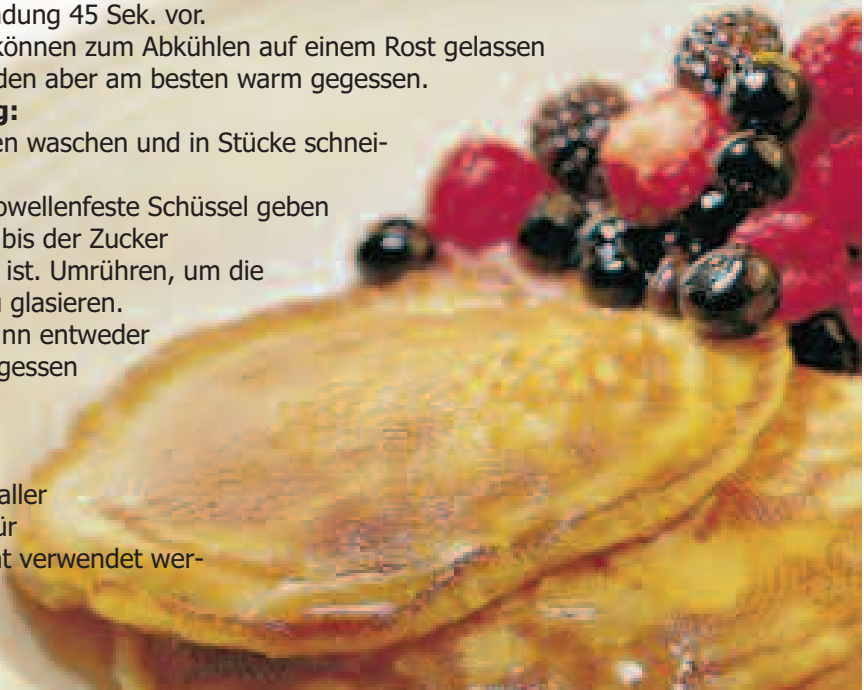 dung 45 Sek. vor.
können zum Abkühlen auf einem Rost gelassen
den aber am besten warm gegessen.
g:
en waschen und in Stücke schnei-
owellenfeste Schüssel geben
bis der Zucker
ist. Umrühren, um die
u glasieren.
nn entweder
gessen
aller
ür
ht verwendet wer-